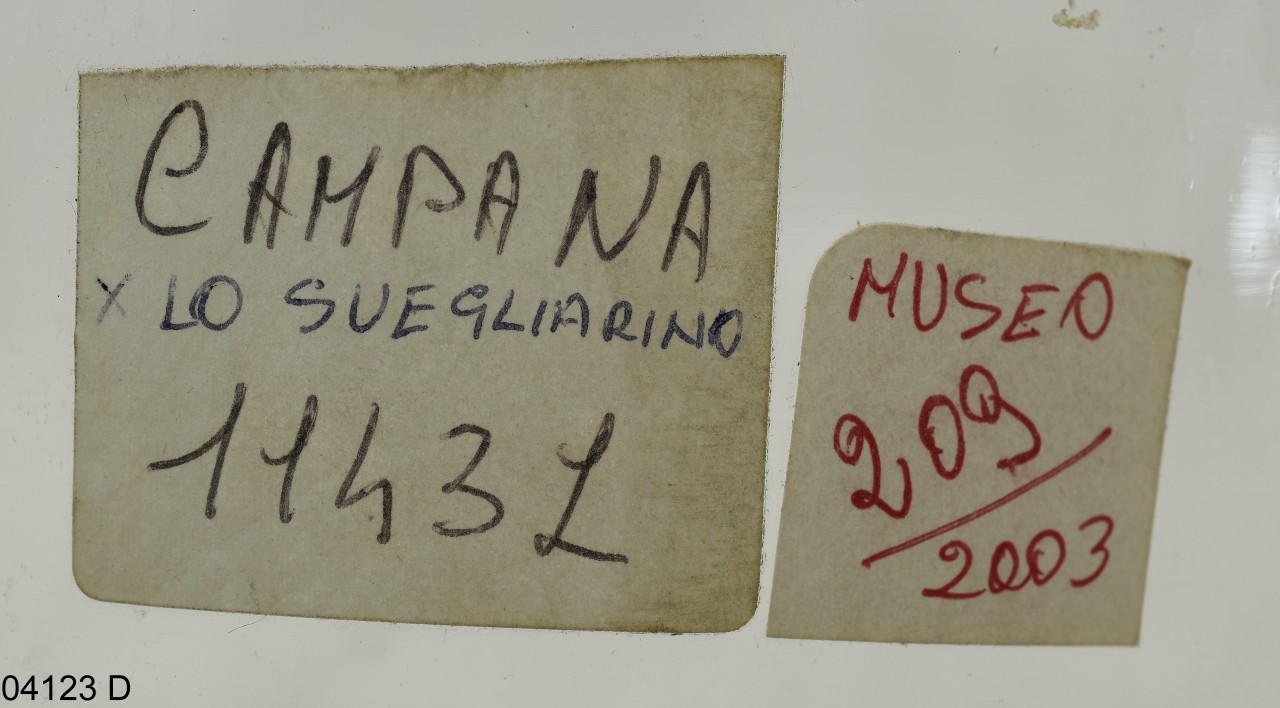 CAMPANA
X LO SUEGLIARINO
1143L
MUSEO
209/
2003
04123 D